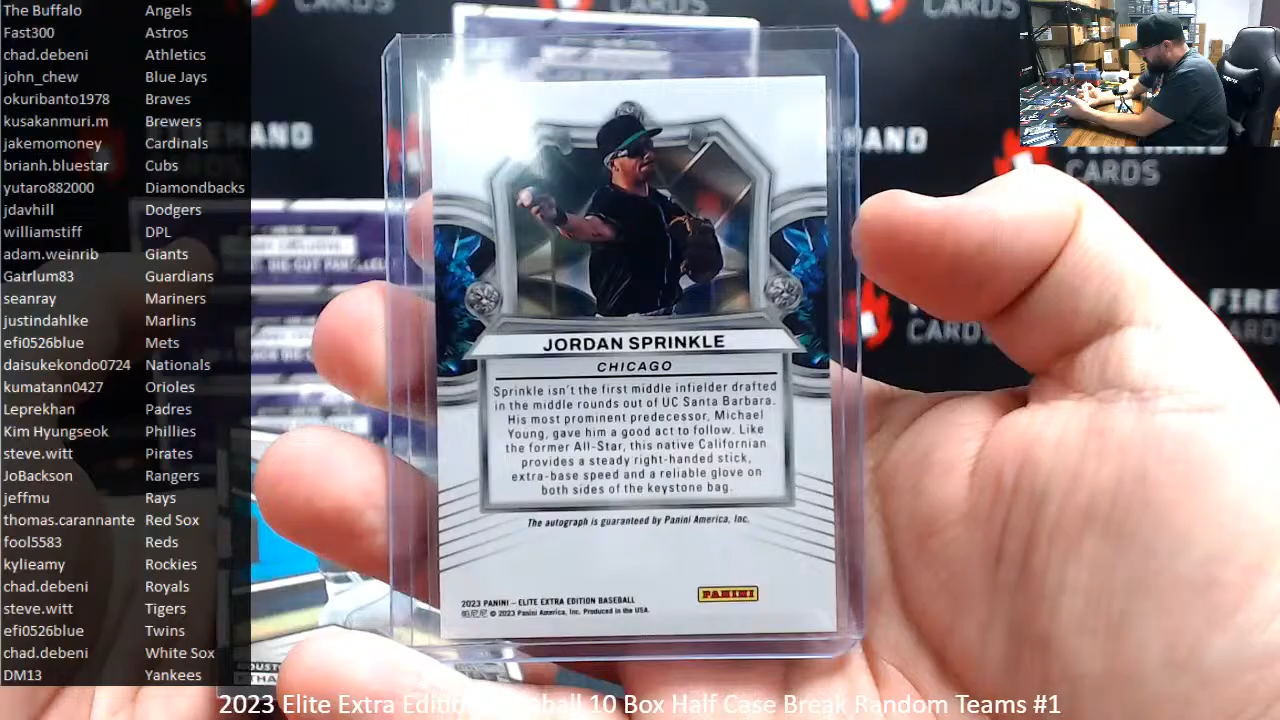 The Buffalo Angels
Fast300 Astros
chad.debeni Athletics
john_chew Blue Jays
okuribanto1978 Braves
kusakanmuri.m Brewers
jakemomoney Cardinals
brianh.bluestar Cubs
yutaro882000 Diamondbacks
jdavhill Dodgers
williamstiff DPL
adam.weinrib Giants
Gatrlum83 Guardians
seanray Mariners
justindahlke Marlins
efi0526blue Mets
daisukekondo0724 Nationals
kumatann0427 Orioles
Leprekhan Padres
Kim Hyungseok Phillies
steve.witt Pirates
JoBackson Rangers
jeffmu Rays
thomas.carannante Red Sox
fool5583 Reds
kylieamy Rockies
chad.debeni Royals
steve.witt Tigers
efi0526blue Twins
chad.debeni White Sox
DM13 Yankees
JORDAN SPRINKLE
CHICAGO
Sprinkle isn't the first middle infielder drafted
in the middle rounds out of UC Santa Barbara.
His most prominent predecessor, Michael
Young, gave him a good act to follow. Like
the former All-Star, this native Californian
provides a steady right-handed stick,
extra-base speed and a reliable glove on
both sides of the keystone bag.
The autograph is guaranteed by Panini America, Inc.
PANINI
2023 PANINI – ELITE EXTRA EDITION BASEBALL
© 2023 Panini America, Inc. Produced in the USA.
CARDS
CARDS
CARDS
FIRE
CARDS
2023 Elite Extra Edition Baseball 10 Box Half Case Break Random Teams #1